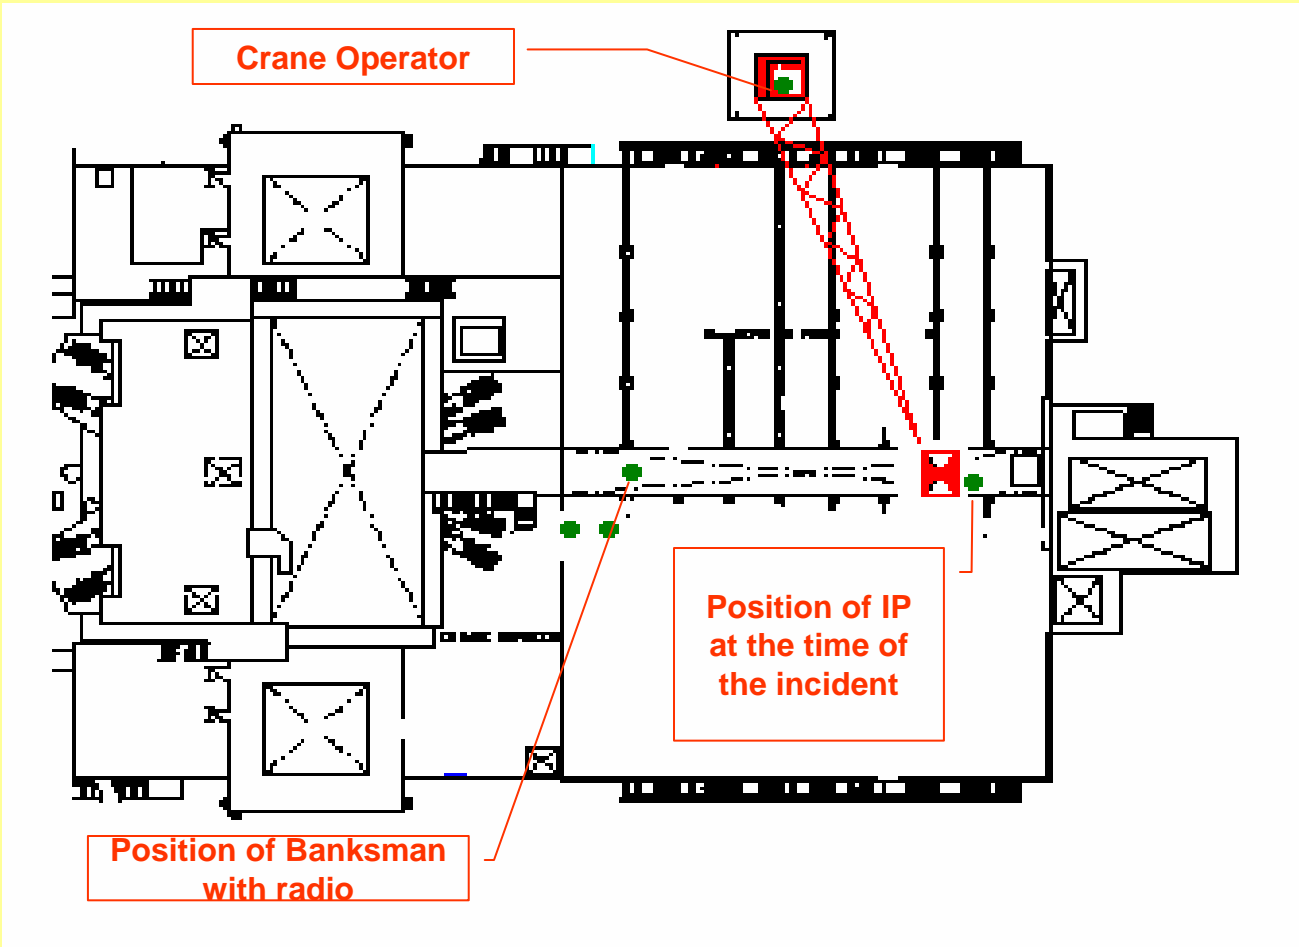 Crane Operator
Position of IP
at the time of
the incident
Position of Banksman
with radio